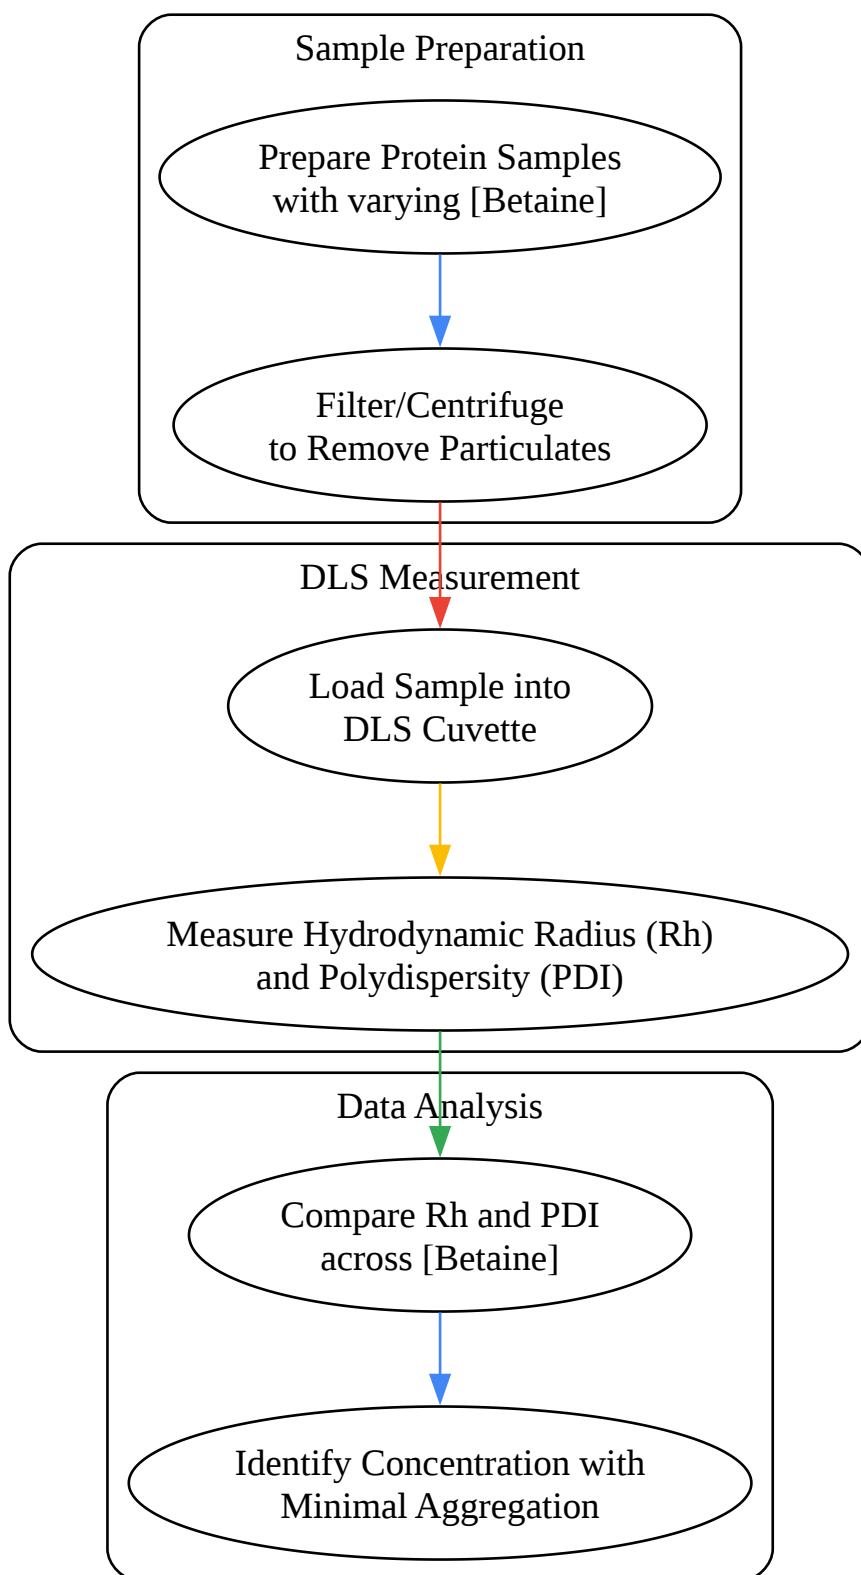 Sample Preparation
Prepare Protein Samples
with varying [Betaine]
Filter/Centrifuge
to Remove Particulates
DLS Measurement
Load Sample into
DLS Cuvette
Measure Hydrodynamic Radius (Rh)
and Polydispersity (PDI)
Data Analysis
Compare Rh and PDI
across [Betaine]
Identify Concentration with
Minimal Aggregation